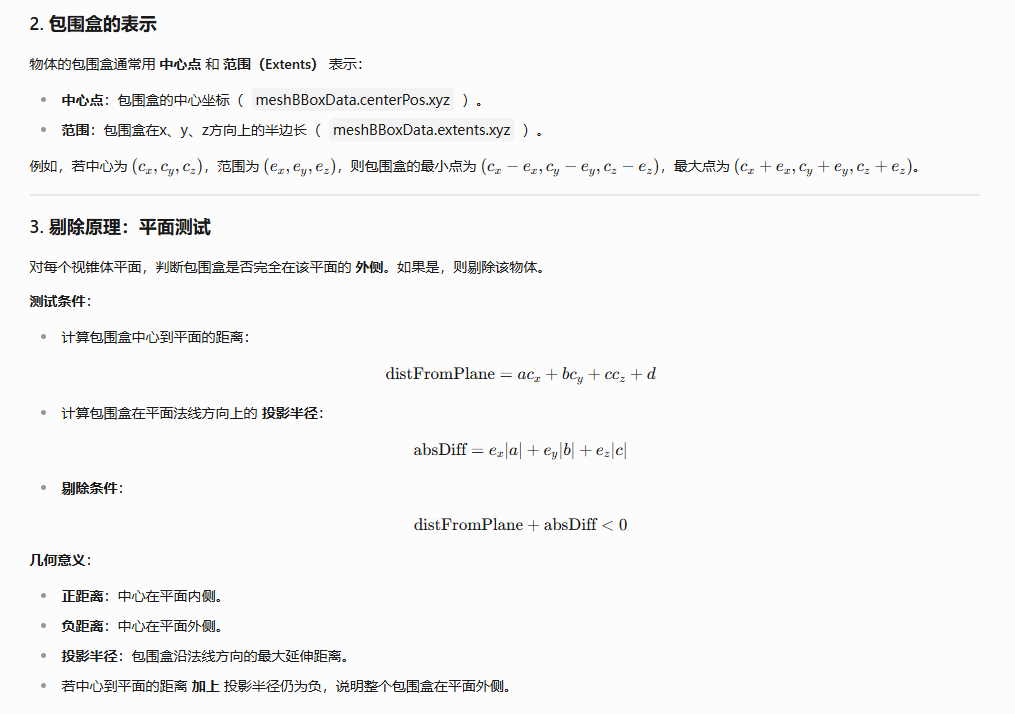 2. 包围盒的表示
物体的包围盒通常用 中心点 和 范围（Extents） 表示：
• 中心点：包围盒的中心坐标（ meshBBoxData.centerPos.xyz ）。
• 范围：包围盒在x、y、z方向上的半边长（ meshBBoxData.extents.xyz ）。
例如，若中心为 (cₓ, c_y, c_z)，范围为 (eₓ, e_y, e_z)，则包围盒的最小点为 (cₓ − eₓ, c_y − e_y, c_z − e_z)，最大点为 (cₓ + eₓ, c_y + e_y, c_z + e_z)。
3. 剔除原理：平面测试
对每个视锥体平面，判断包围盒是否完全在该平面的 外侧。如果是，则剔除该物体。
测试条件：
• 计算包围盒中心到平面的距离：
distFromPlane = acₓ + bc_y + cc_z + d
• 计算包围盒在平面法线方向上的 投影半径：
absDiff = eₓ|a| + e_y|b| + e_z|c|
• 剔除条件：
distFromPlane + absDiff < 0
几何意义：
• 正距离：中心在平面内侧。
• 负距离：中心在平面外侧。
• 投影半径：包围盒沿法线方向的最大延伸距离。
• 若中心到平面的距离 加上 投影半径仍为负，说明整个包围盒在平面外侧。